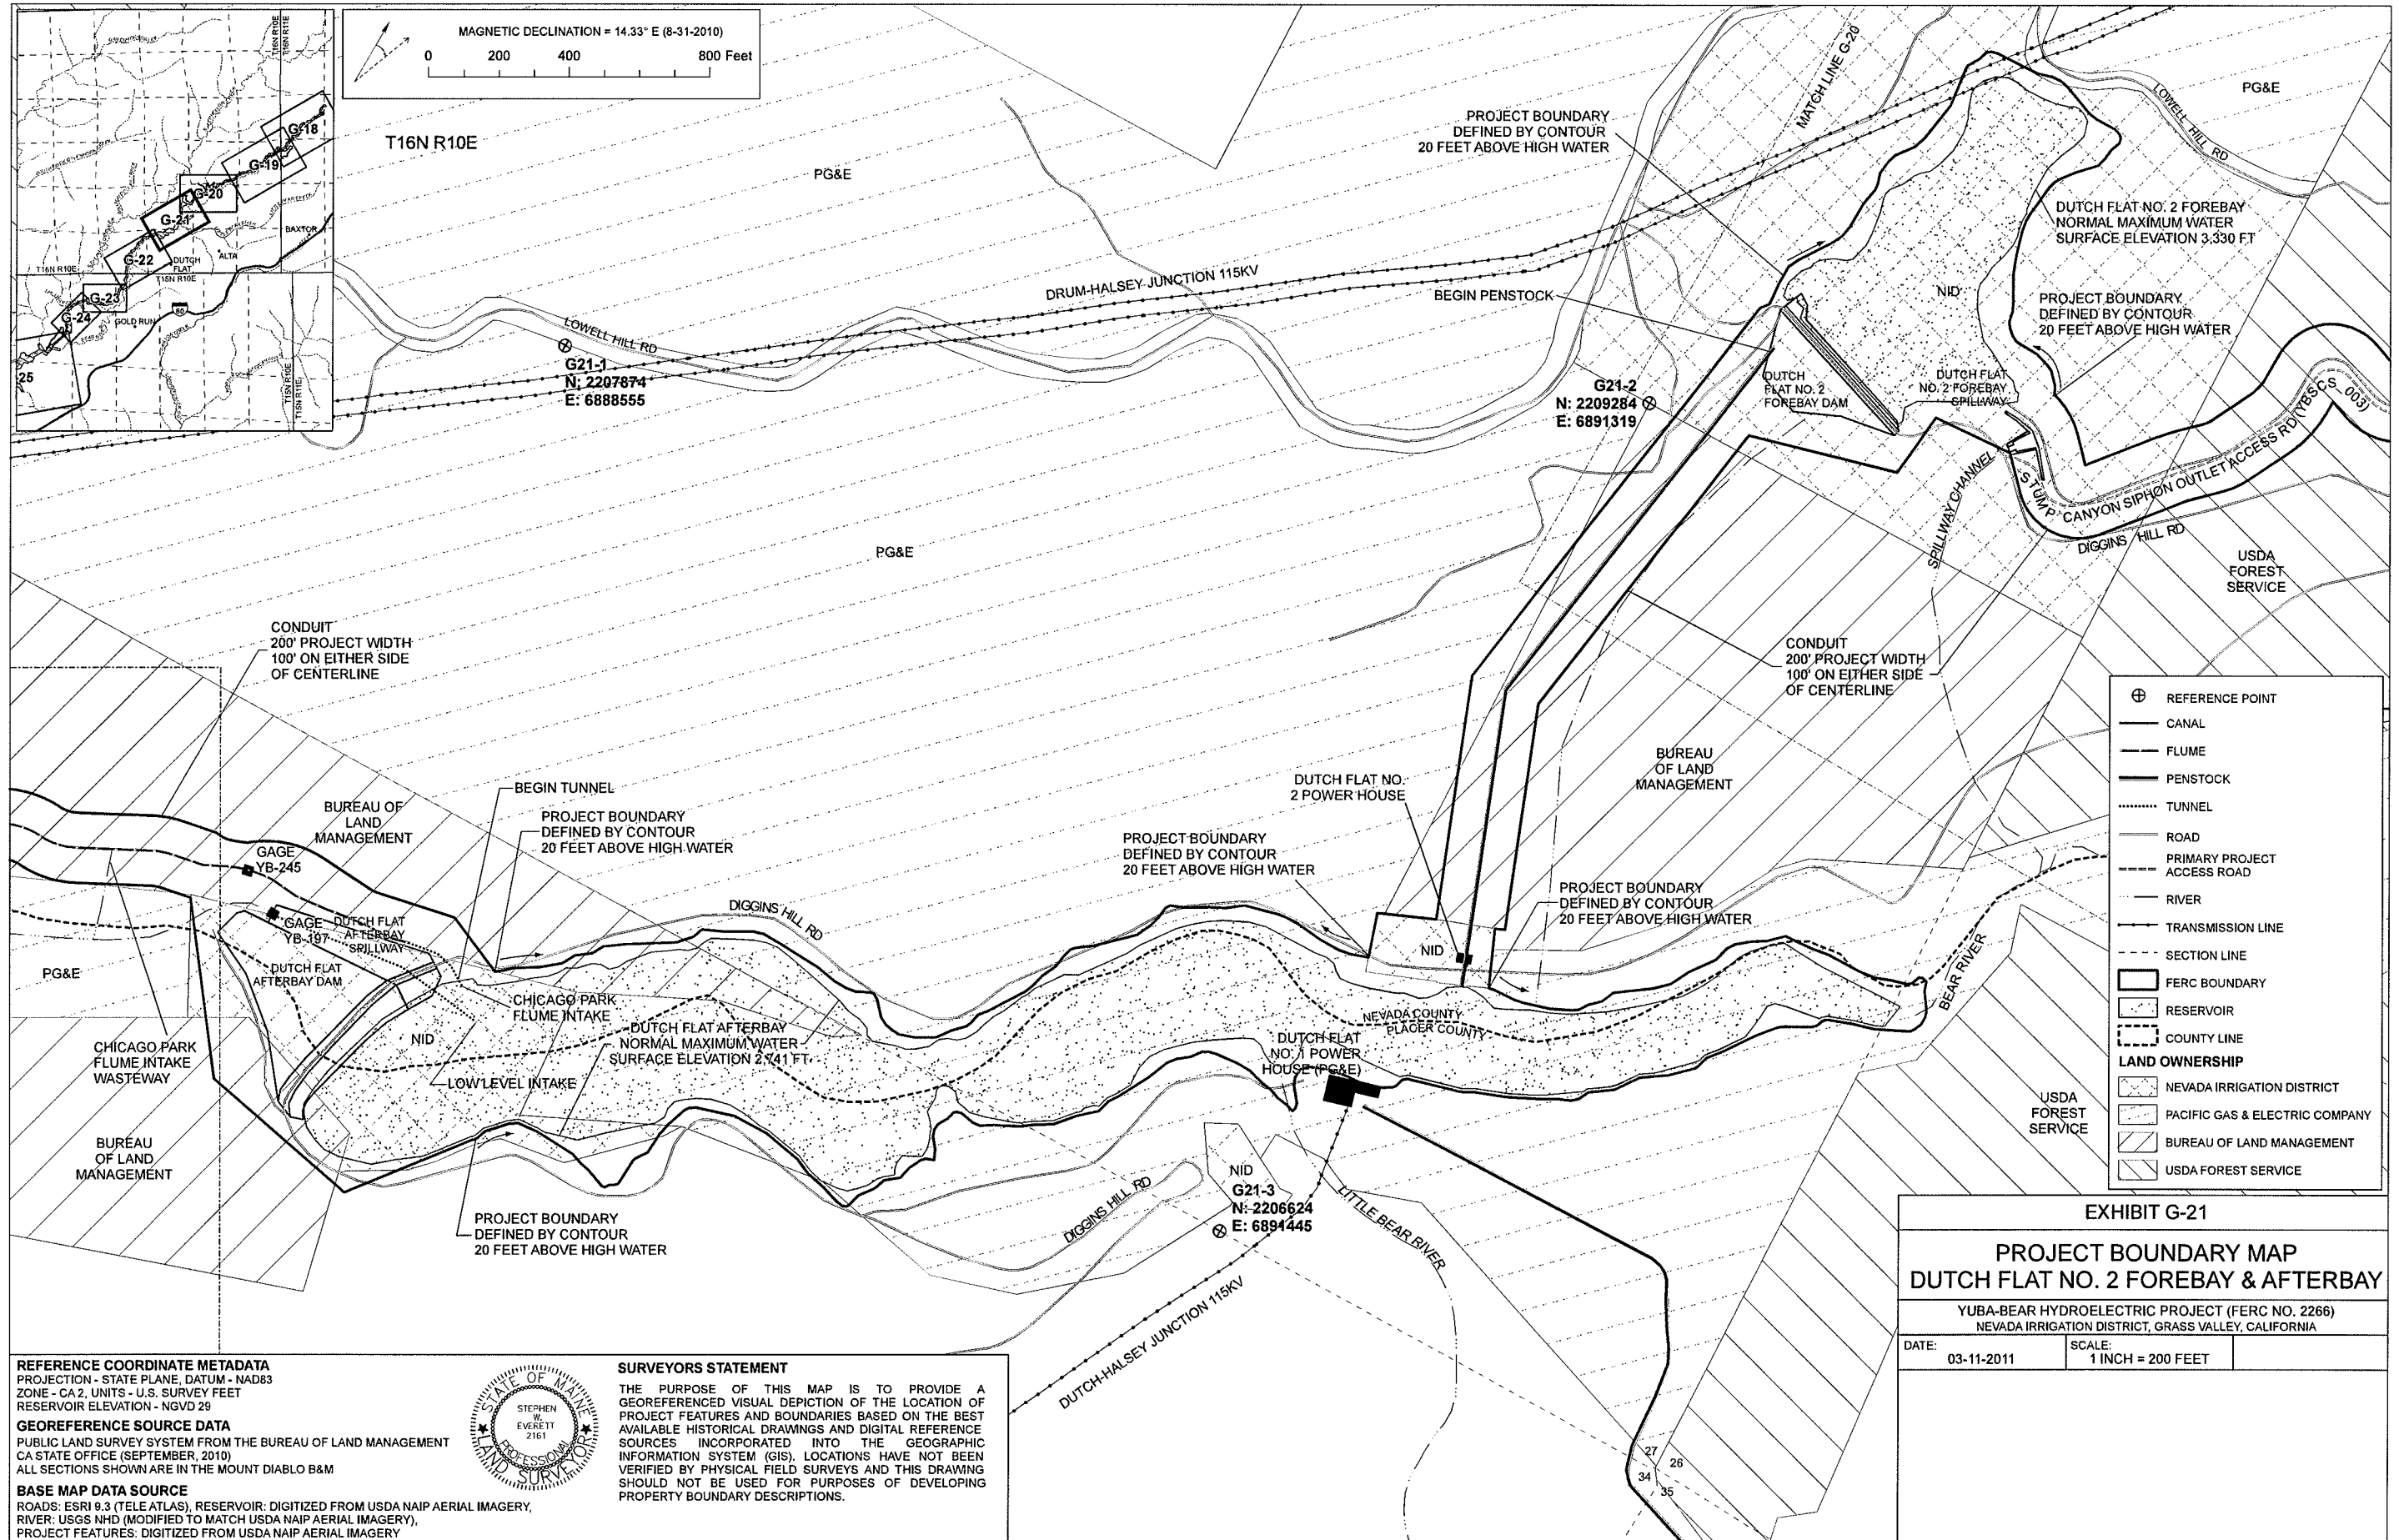 MAGNETIC DECLINATION = 14.33° E (8-31-2010)
0 200 400 800 Feet
T16N R10E
T16N R11E
G-18
G-19
G-20
G-21
G-22
G-23
G-24
25
BAXTOR
ALTA
DUTCH
FLAT
T16N R10E
T15N R10E
GOLD RUN
80
T15N R10E
T15N R11E
T16N R10E
PG&E
MATCH LINE G-20
PROJECT BOUNDARY
DEFINED BY CONTOUR
20 FEET ABOVE HIGH WATER
LOWELL HILL RD
PG&E
DUTCH FLAT NO. 2 FOREBAY
NORMAL MAXIMUM WATER
SURFACE ELEVATION 3,330 FT
DRUM-HALSEY JUNCTION 115KV
BEGIN PENSTOCK
NID
PROJECT BOUNDARY
DEFINED BY CONTOUR
20 FEET ABOVE HIGH WATER
LOWELL HILL RD
G21-1
N: 2207874
E: 6888555
G21-2
N: 2209284
E: 6891319
DUTCH
FLAT NO. 2
FOREBAY DAM
DUTCH FLAT
NO. 2 FOREBAY
SPILLWAY
STUMP CANYON SIPHON OUTLET ACCESS RD (YBSCS_003)
SPILLWAY CHANNEL
DIGGINS HILL RD
USDA
FOREST
SERVICE
PG&E
CONDUIT
200' PROJECT WIDTH
100' ON EITHER SIDE
OF CENTERLINE
CONDUIT
200' PROJECT WIDTH
100' ON EITHER SIDE
OF CENTERLINE
BUREAU
OF LAND
MANAGEMENT
BEGIN TUNNEL
BUREAU OF
LAND
MANAGEMENT
PROJECT BOUNDARY
DEFINED BY CONTOUR
20 FEET ABOVE HIGH WATER
DUTCH FLAT NO.
2 POWER HOUSE
PROJECT BOUNDARY
DEFINED BY CONTOUR
20 FEET ABOVE HIGH WATER
PROJECT BOUNDARY
DEFINED BY CONTOUR
20 FEET ABOVE HIGH WATER
GAGE
YB-245
GAGE
YB-197
DUTCH FLAT
AFTERBAY
SPILLWAY
DUTCH FLAT
AFTERBAY DAM
DIGGINS HILL RD
NID
PG&E
CHICAGO PARK
FLUME INTAKE
NID
DUTCH FLAT AFTERBAY
NORMAL MAXIMUM WATER
SURFACE ELEVATION 2,741 FT
LOW LEVEL INTAKE
CHICAGO PARK
FLUME INTAKE
WASTEWAY
NEVADA COUNTY
PLACER COUNTY
DUTCH FLAT
NO. 1 POWER
HOUSE (PG&E)
BEAR RIVER
USDA
FOREST
SERVICE
BUREAU
OF LAND
MANAGEMENT
PROJECT BOUNDARY
DEFINED BY CONTOUR
20 FEET ABOVE HIGH WATER
DIGGINS HILL RD
NID
G21-3
N: 2206624
E: 6891445
LITTLE BEAR RIVER
DUTCH-HALSEY JUNCTION 115KV
27
26
34
35
REFERENCE POINT
CANAL
FLUME
PENSTOCK
TUNNEL
ROAD
PRIMARY PROJECT
ACCESS ROAD
RIVER
TRANSMISSION LINE
SECTION LINE
FERC BOUNDARY
RESERVOIR
COUNTY LINE
LAND OWNERSHIP
NEVADA IRRIGATION DISTRICT
PACIFIC GAS & ELECTRIC COMPANY
BUREAU OF LAND MANAGEMENT
USDA FOREST SERVICE
EXHIBIT G-21
PROJECT BOUNDARY MAP
DUTCH FLAT NO. 2 FOREBAY & AFTERBAY
YUBA-BEAR HYDROELECTRIC PROJECT (FERC NO. 2266)
NEVADA IRRIGATION DISTRICT, GRASS VALLEY, CALIFORNIA
DATE:
03-11-2011
SCALE:
1 INCH = 200 FEET
REFERENCE COORDINATE METADATA
PROJECTION - STATE PLANE, DATUM - NAD83
ZONE - CA 2, UNITS - U.S. SURVEY FEET
RESERVOIR ELEVATION - NGVD 29
GEOREFERENCE SOURCE DATA
PUBLIC LAND SURVEY SYSTEM FROM THE BUREAU OF LAND MANAGEMENT
CA STATE OFFICE (SEPTEMBER, 2010)
ALL SECTIONS SHOWN ARE IN THE MOUNT DIABLO B&M
BASE MAP DATA SOURCE
ROADS: ESRI 9.3 (TELE ATLAS), RESERVOIR: DIGITIZED FROM USDA NAIP AERIAL IMAGERY,
RIVER: USGS NHD (MODIFIED TO MATCH USDA NAIP AERIAL IMAGERY),
PROJECT FEATURES: DIGITIZED FROM USDA NAIP AERIAL IMAGERY
STATE OF MAINE
STEPHEN
W.
EVERETT
2161
PROFESSIONAL
LAND SURVEYOR
SURVEYORS STATEMENT
THE PURPOSE OF THIS MAP IS TO PROVIDE A
GEOREFERENCED VISUAL DEPICTION OF THE LOCATION OF
PROJECT FEATURES AND BOUNDARIES BASED ON THE BEST
AVAILABLE HISTORICAL DRAWINGS AND DIGITAL REFERENCE
SOURCES INCORPORATED INTO THE GEOGRAPHIC
INFORMATION SYSTEM (GIS). LOCATIONS HAVE NOT BEEN
VERIFIED BY PHYSICAL FIELD SURVEYS AND THIS DRAWING
SHOULD NOT BE USED FOR PURPOSES OF DEVELOPING
PROPERTY BOUNDARY DESCRIPTIONS.